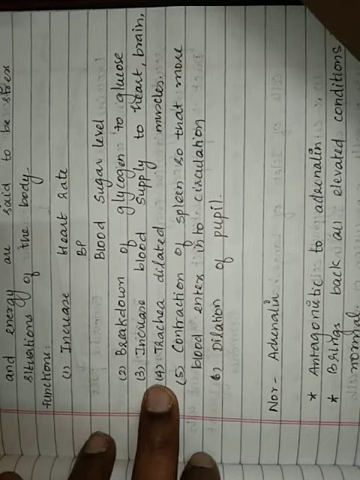 and energy are said to be stress
situations of the body.
functions:
(1) Increase Heart Rate
BP
Blood Sugar level
(2) Breakdown of glycogen to glucose
(3) Increase blood supply to heart, brain,
muscles.
(4) Trachea dilated
(5) Contraction of spleen so that more
blood enter into circulation
6) Dilation of pupil.
Nor-Adrenalin
* Antagonatic to adrenalin
* Brings back all elevated conditions
normal